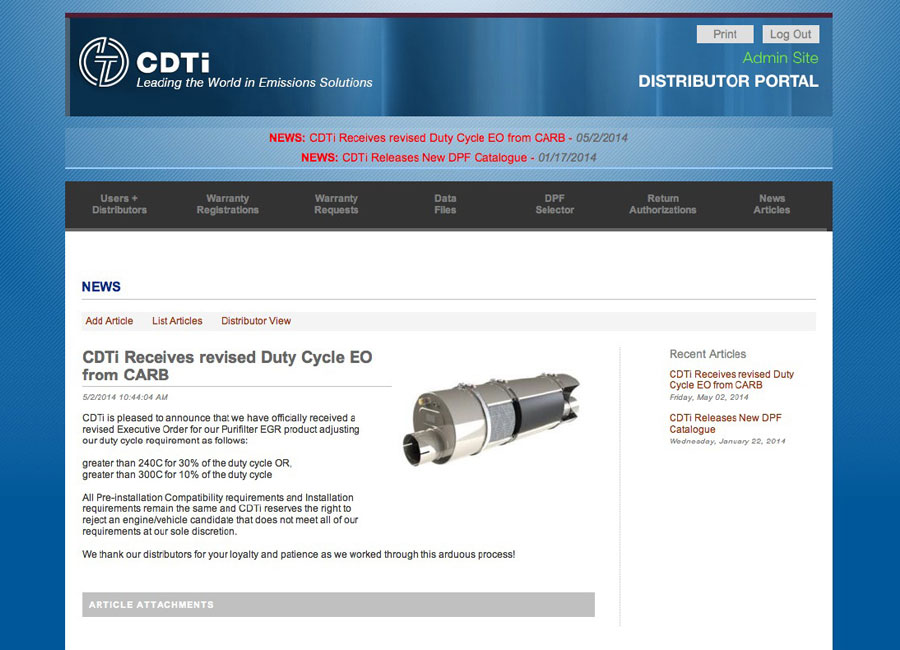 Print
Log Out
CDTi
Admin Site
Leading the World in Emissions Solutions
DISTRIBUTOR PORTAL
NEWS: CDTi Receives revised Duty Cycle EO from CARB - 05/2/2014
NEWS: CDTi Releases New DPF Catalogue - 01/17/2014
Users +
Distributors
Warranty
Registrations
Warranty
Requests
Data
Files
DPF
Selector
Return
Authorizations
News
Articles
NEWS
Add Article
List Articles
Distributor View
CDTi Receives revised Duty Cycle EO
from CARB
5/2/2014 10:44:04 AM
CDTi is pleased to announce that we have officially received a
revised Executive Order for our Purifilter EGR product adjusting
our duty cycle requirement as follows:
greater than 240C for 30% of the duty cycle OR,
greater than 300C for 10% of the duty cycle
All Pre-installation Compatibility requirements and Installation
requirements remain the same and CDTi reserves the right to
reject an engine/vehicle candidate that does not meet all of our
requirements at our sole discretion.
We thank our distributors for your loyalty and patience as we worked through this arduous process!
ARTICLE ATTACHMENTS
Recent Articles
CDTi Receives revised Duty
Cycle EO from CARB
Friday, May 02, 2014
CDTi Releases New DPF
Catalogue
Wednesday, January 22, 2014